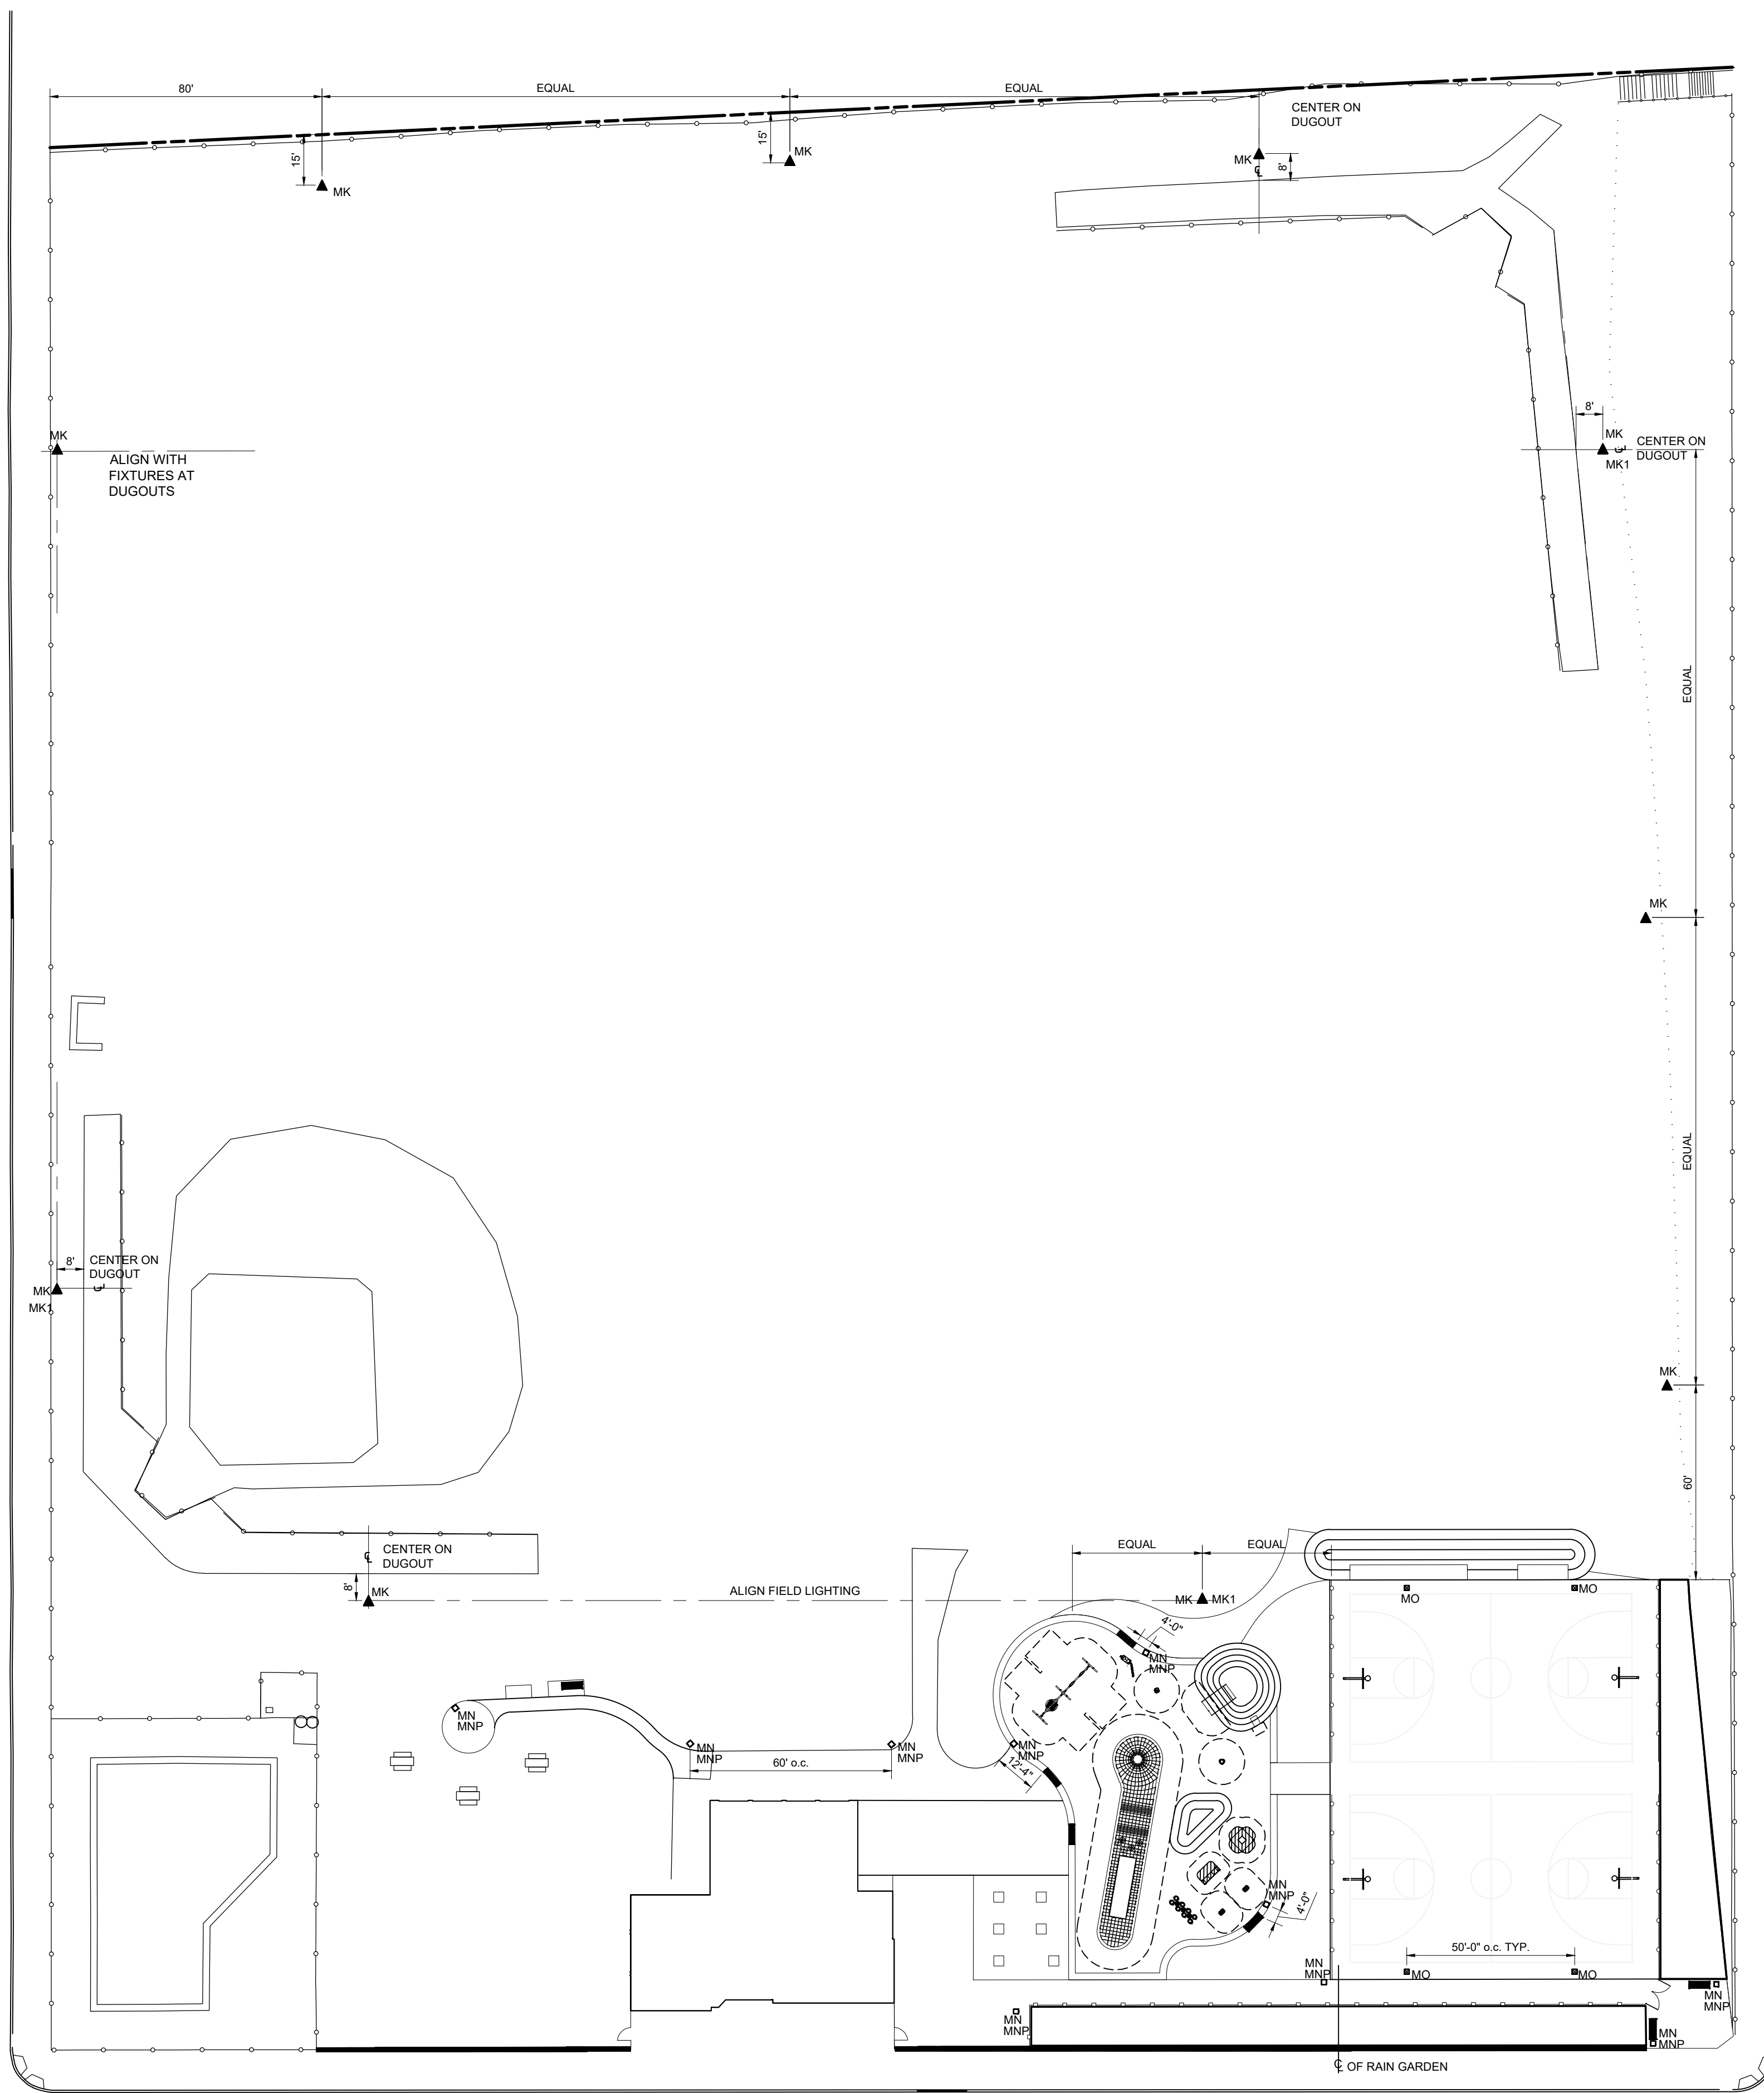 80'
EQUAL
EQUAL
CENTER ON
DUGOUT
15'
MK
15'
MK
MK
℄
8'
MK
ALIGN WITH
FIXTURES AT
DUGOUTS
8'
MK
MK1
℄
CENTER ON
DUGOUT
EQUAL
MK
EQUAL
8'
CENTER ON
DUGOUT
℄
MK
MK1
MK
60'
℄
CENTER ON
DUGOUT
8'
MK
ALIGN FIELD LIGHTING
EQUAL
EQUAL
MK
MK1
MO
MO
4'-0"
MN
MNP
MN
MNP
MN
MNP
60' o.c.
MN
MNP
MN
MNP
12'-4"
MN
MNP
4'-0"
50'-0" o.c. TYP.
MO
MO
MN
MNP
MN
MNP
MN
MNP
MN
MNP
℄ OF RAIN GARDEN